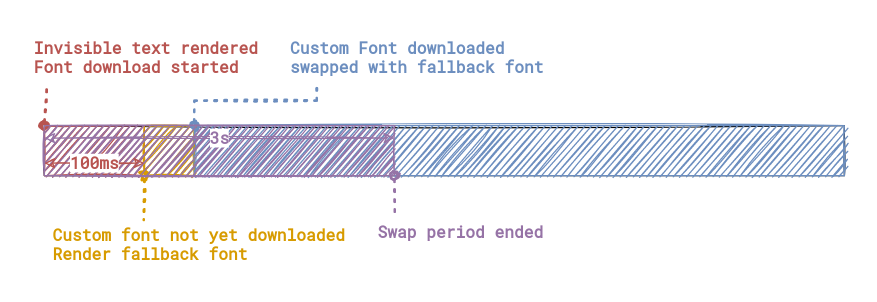 Invisible text rendered
Font download started
Custom Font downloaded
swapped with fallback font
3s
100ms
Custom font not yet downloaded
Render fallback font
Swap period ended